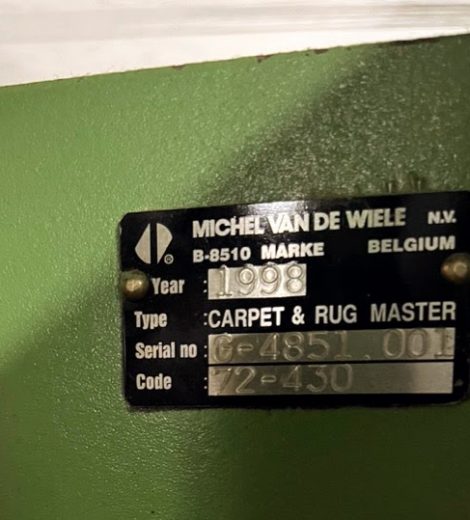 MICHEL VAN DE WIELE N.V.
B-8510 MARKE BELGIUM
Year : 1998
Type :CARPET & RUG MASTER
Serial no : G-4851.001
Code : 72-430